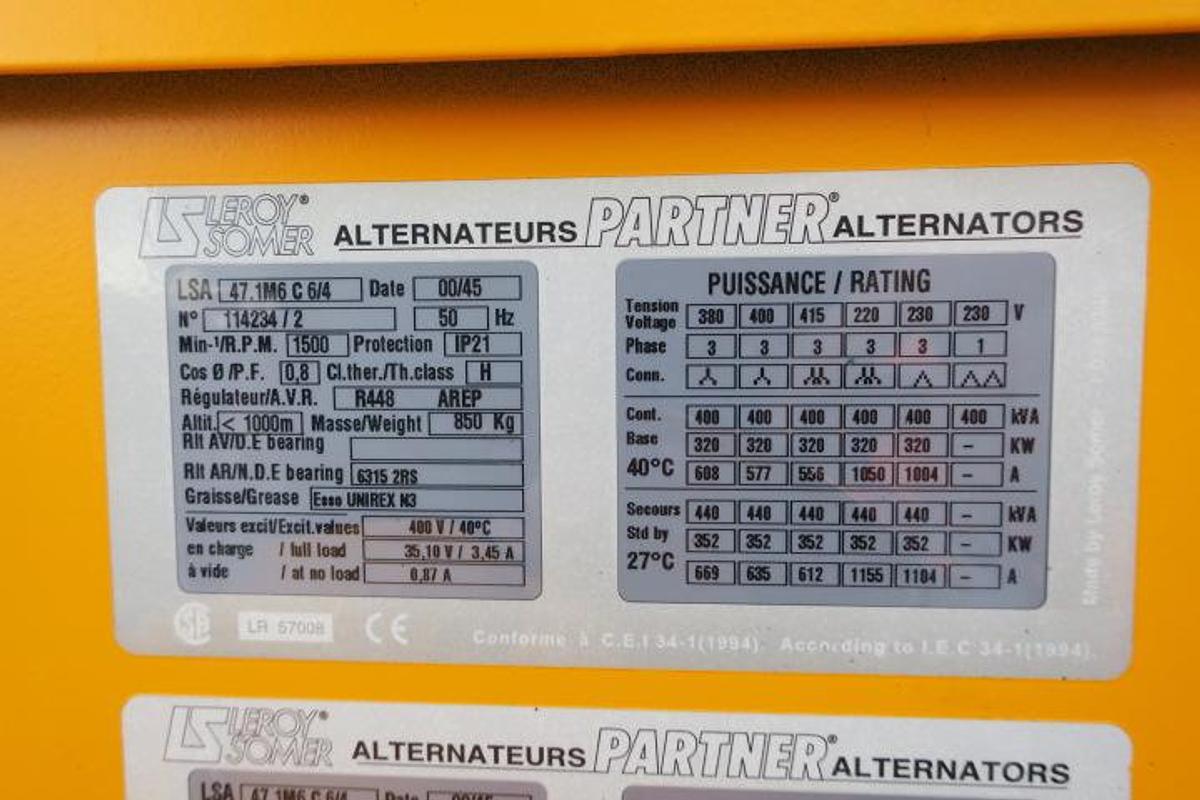 LEROY® SOMER ALTERNATEURS PARTNER® ALTERNATORS
LSA 47.1M6 C 6/4 Date 00/45
N° 114234 / 2 50 Hz
Min-¹/R.P.M. 1500 Protection IP21
Cos Ø /P.F. 0,8 Cl.ther./Th.class H
Régulateur/A.V.R. R448 AREP
Altit. < 1000m Masse/Weight 850 Kg
Rlt AV/D.E bearing
Rlt AR/N.D.E bearing 6315 2RS
Graisse/Grease Esso UNIREX N3
Valeurs excit/Excit.values 400 V / 40°C
en charge / full load 35,10 V / 3,45 A
à vide / at no load 0,87 A
PUISSANCE / RATING
Tension Voltage 380 400 415 220 230 230 V
Phase 3 3 3 3 3 1
Conn.
Cont. 400 400 400 400 400 400 kVA
Base 320 320 320 320 320 – KW
40°C 608 577 556 1050 1004 – A
Secours 440 440 440 440 440 – kVA
Std by 352 352 352 352 352 – KW
27°C 669 635 612 1155 1104 – A
LR 57008 CE
Conforme à C.E.I 34-1(1994). According to I.E.C 34-1(1994).
Made by Leroy Somer
LEROY® SOMER ALTERNATEURS PARTNER® ALTERNATORS
LSA 47.1M6 C 6/4 Date 00/45